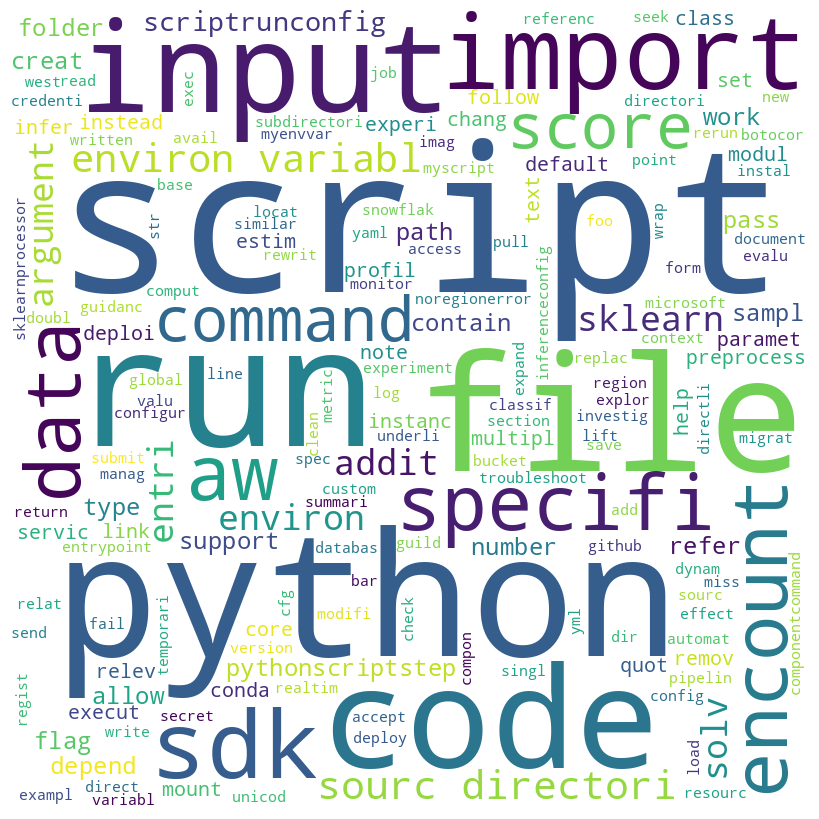 folder
scriptrunconfig
input
import
referenc
seek
class
creat
west
read
exec
job
set
new
credenti
subdirectori
follow
directori
infer
instead
myenvvar
experi
chang
score
work
written
avail
imag
rerun
botocor
environ variabl
myscript
default
point
modul
instal
argument
base
script
sklearnprocessor
str
locat
similar
snowflak
path
text
foo
wrap
pass
estim
yaml
access
pull
document
rewrit
profil
form
evalu
comput
monitor
noregionerror
microsoft
doubl
guidanc
deploi
command
contain
inferenceconfig
sklearn
sampl
context
paramet
data
run
note
experiment
expand
replac
preprocess
global
line
file
valu
metric
log
classif
region
explor
configur
instanc
section
investig
help
directli
clean
underli
multipl
lift
save
migrat
submit
manag
entri
aw
spec
addit
bucket
troubleshoot
return
type
custom
summari
specifi
add
encount
servic
link
environ
support
number
github
refer
entrypoint
databas
guild
dynam
miss
python
bar
relat
fail
temporari
cfg
modifi
check
yml
dir
sourc
effect
send
core
automat
componentcommand
version
compon
remov
relev
pythonscriptstep
singl
quot
pipelin
regist
allow
conda
realtim
code
config
execut
secret
sdk
accept
write
deploy
flag
solv
load
depend
direct
mount
unicod
sourc directori
resourc
exampl
variabl